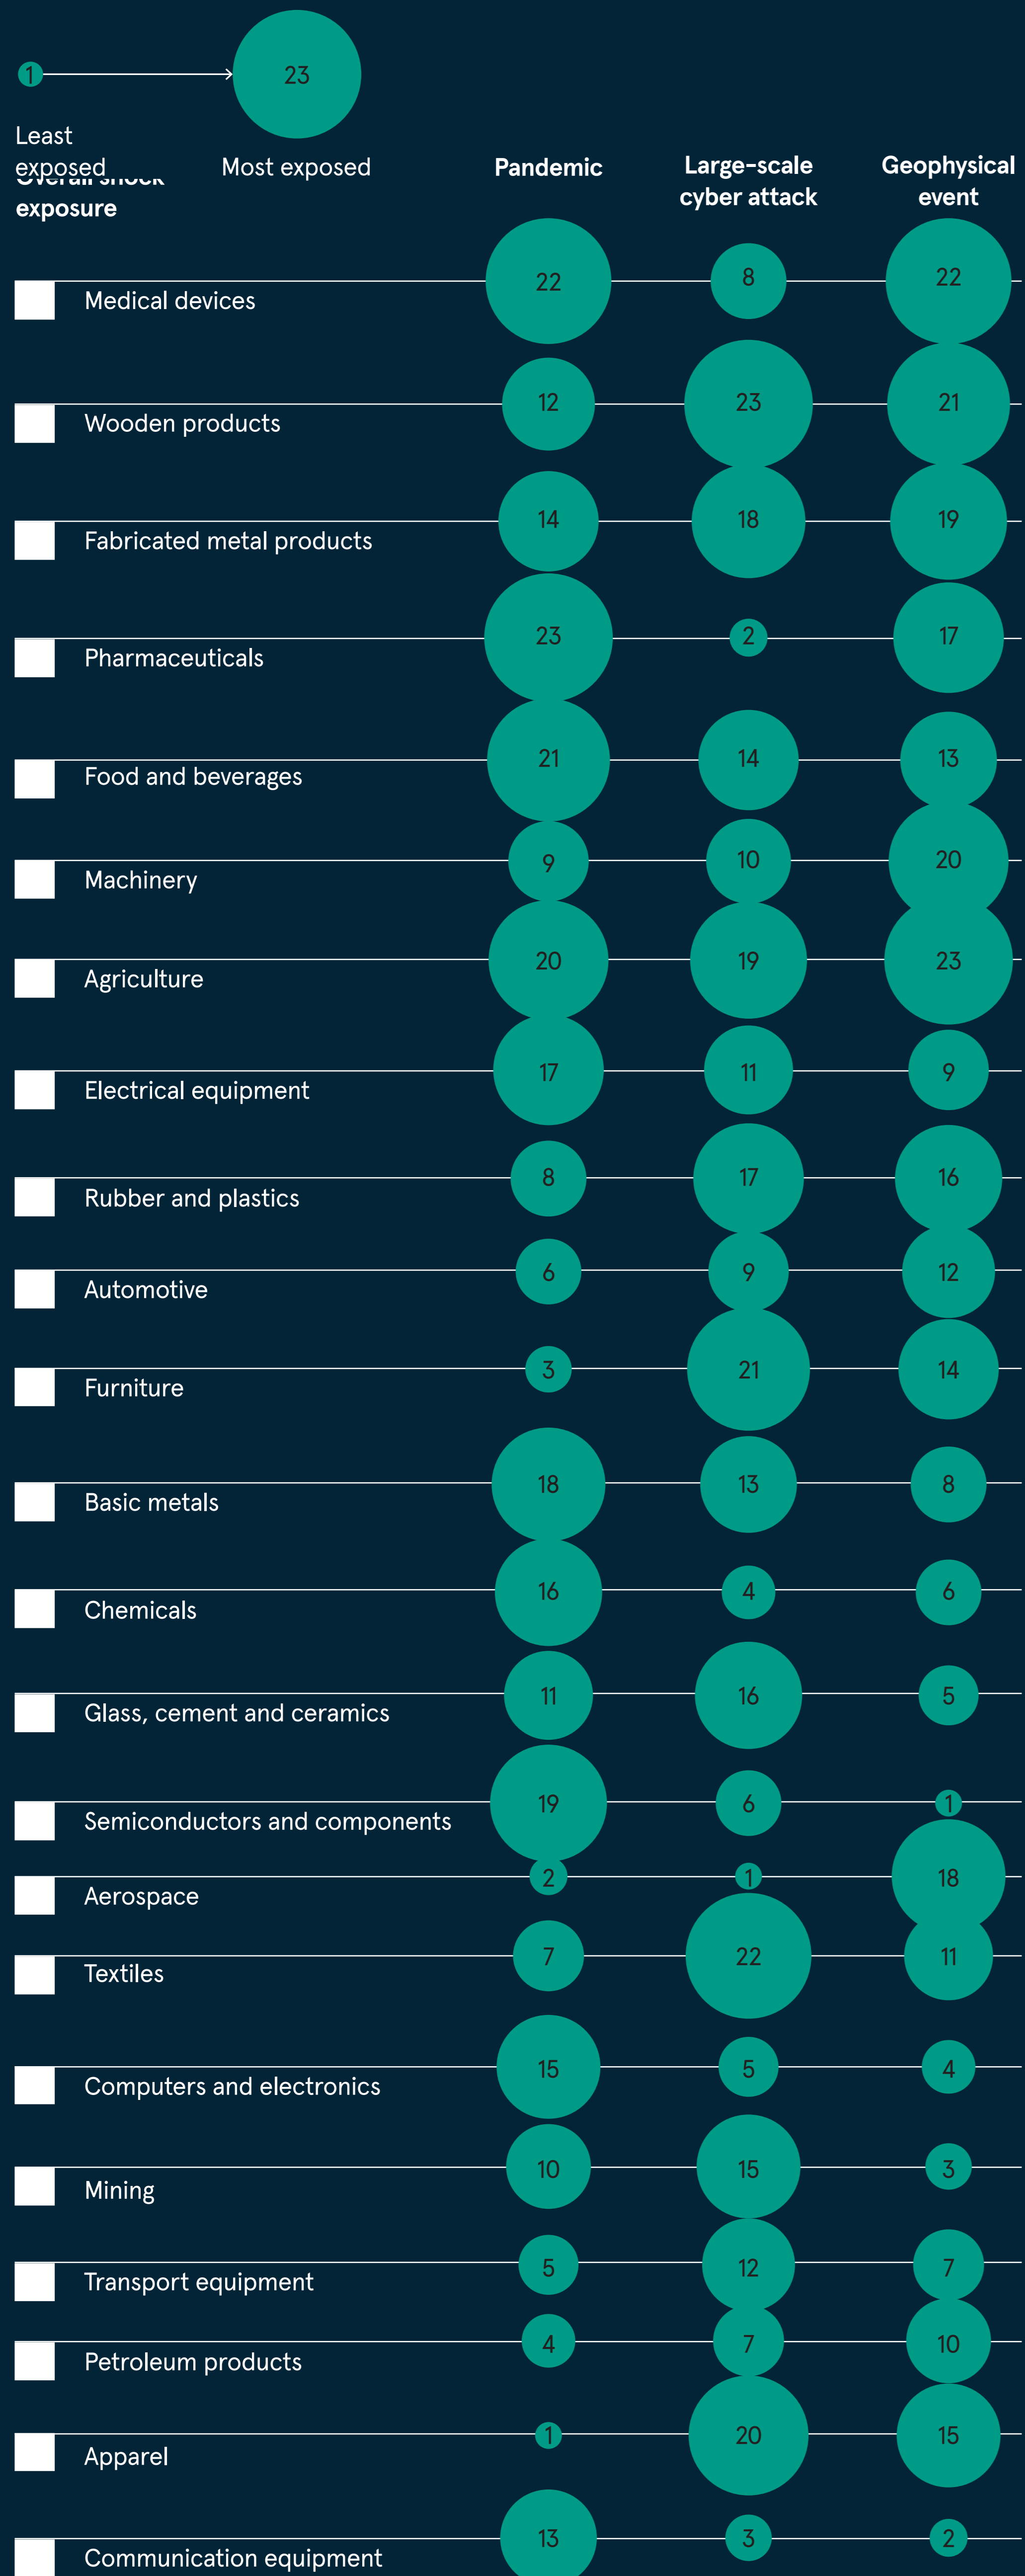 1
23
Least
exposed
Most exposed
Overall shock
exposure
Pandemic
Large-scale
cyber attack
Geophysical
event
Medical devices 22 8 22
Wooden products 12 23 21
Fabricated metal products 14 18 19
Pharmaceuticals 23 2 17
Food and beverages 21 14 13
Machinery 9 10 20
Agriculture 20 19 23
Electrical equipment 17 11 9
Rubber and plastics 8 17 16
Automotive 6 9 12
Furniture 3 21 14
Basic metals 18 13 8
Chemicals 16 4 6
Glass, cement and ceramics 11 16 5
Semiconductors and components 19 6 1
Aerospace 2 1 18
Textiles 7 22 11
Computers and electronics 15 5 4
Mining 10 15 3
Transport equipment 5 12 7
Petroleum products 4 7 10
Apparel 1 20 15
Communication equipment 13 3 2